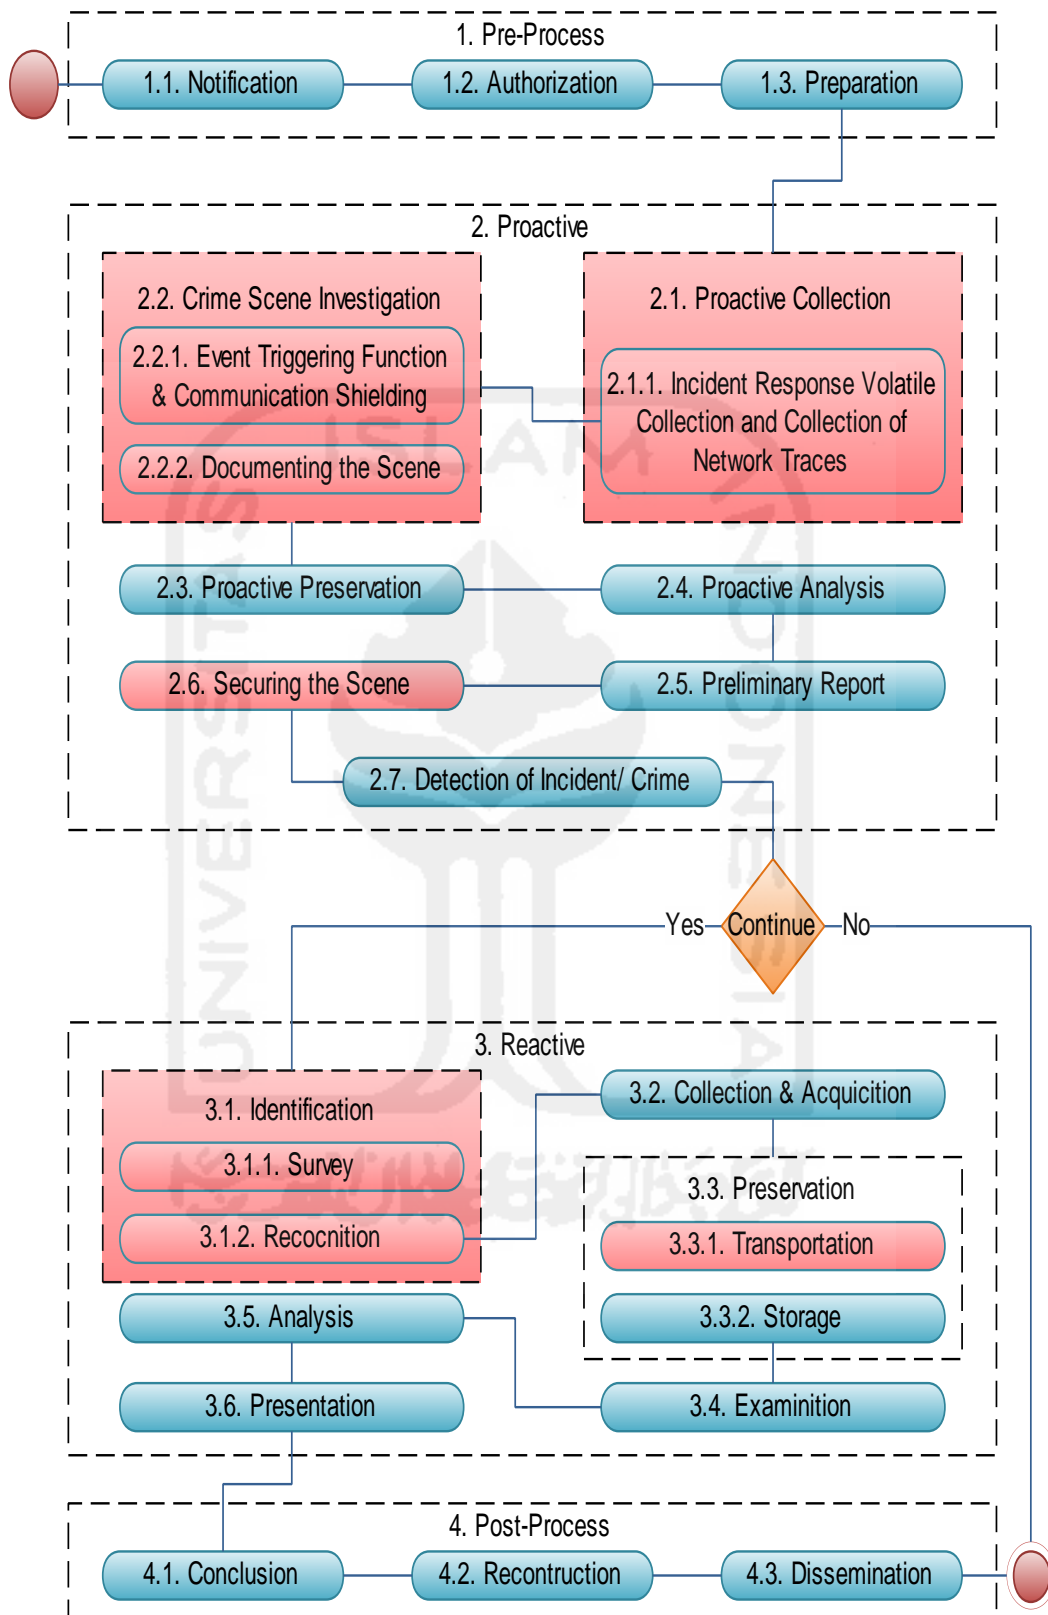 1. Pre-Process
1.1. Notification
1.2. Authorization
1.3. Preparation
2. Proactive
2.2. Crime Scene Investigation
2.2.1. Event Triggering Function
& Communication Shielding
2.2.2. Documenting the Scene
2.1. Proactive Collection
2.1.1. Incident Response Volatile
Collection and Collection of
Network Traces
2.3. Proactive Preservation
2.4. Proactive Analysis
2.6. Securing the Scene
2.5. Preliminary Report
2.7. Detection of Incident/ Crime
Yes
Continue
No
3. Reactive
3.1. Identification
3.1.1. Survey
3.1.2. Recocnition
3.2. Collection & Acquicition
3.3. Preservation
3.3.1. Transportation
3.3.2. Storage
3.5. Analysis
3.6. Presentation
3.4. Examinition
4. Post-Process
4.1. Conclusion
4.2. Recontruction
4.3. Dissemination
UNIVERSITAS
ISLAM
INDONESIA